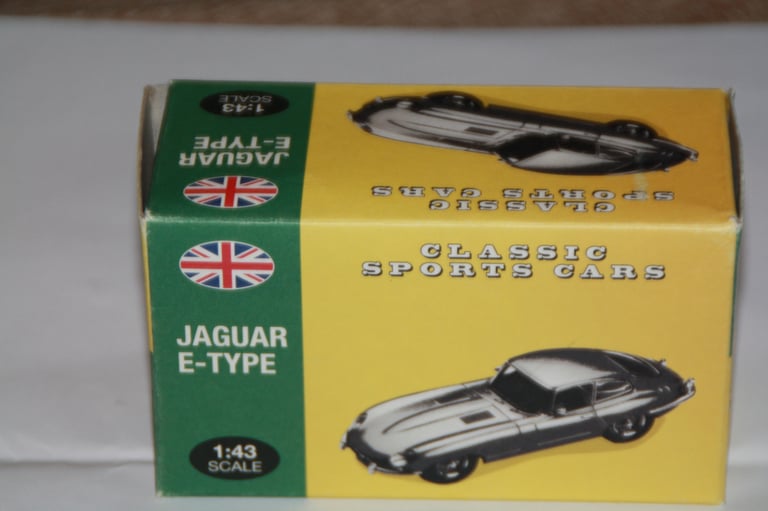 1:43
SCALE
JAGUAR
E-TYPE
CLASSIC
SPORTS CARS
CLASSIC
SPORTS CARS
JAGUAR
E-TYPE
1:43
SCALE